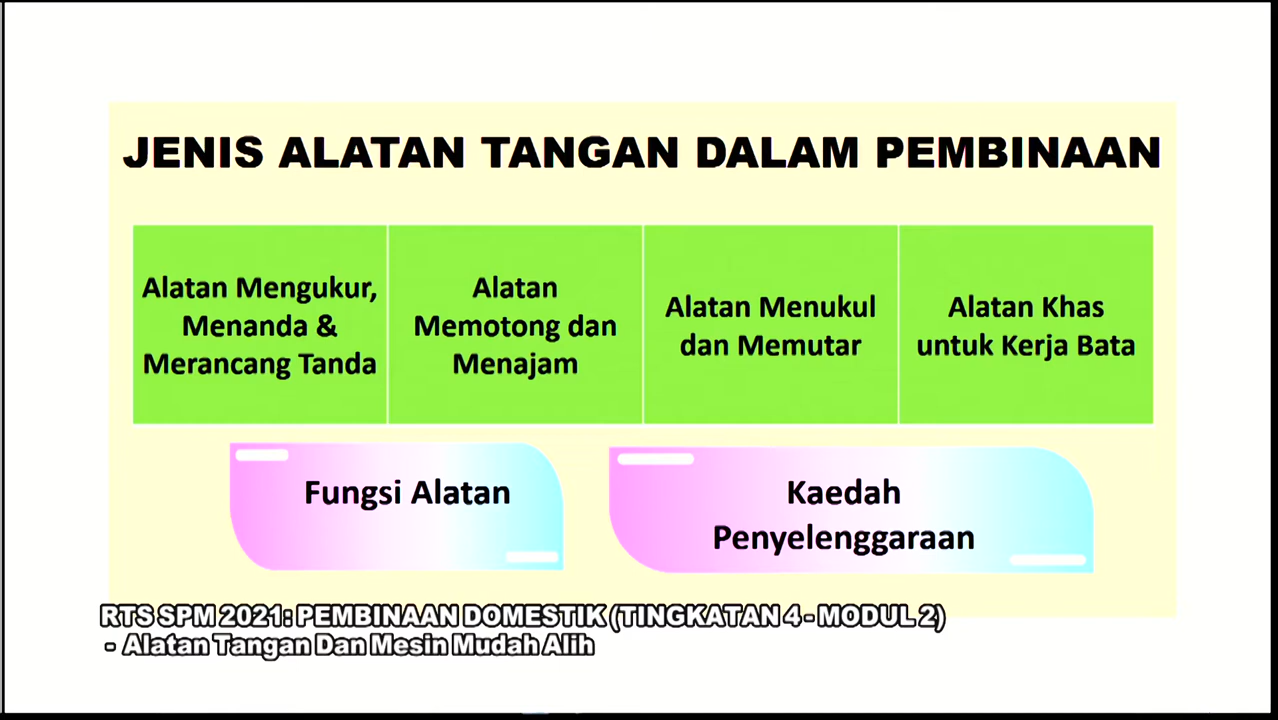 JENIS ALATAN TANGAN DALAM PEMBINAAN
Alatan Mengukur,
Menanda &
Merancang Tanda
Alatan
Memotong dan
Menajam
Alatan Menukul
dan Memutar
Alatan Khas
untuk Kerja Bata
Fungsi Alatan
Kaedah
Penyelenggaraan
RTS SPM 2021: PEMBINAAN DOMESTIK (TINGKATAN 4 - MODUL 2)
- Alatan Tangan Dan Mesin Mudah Alih